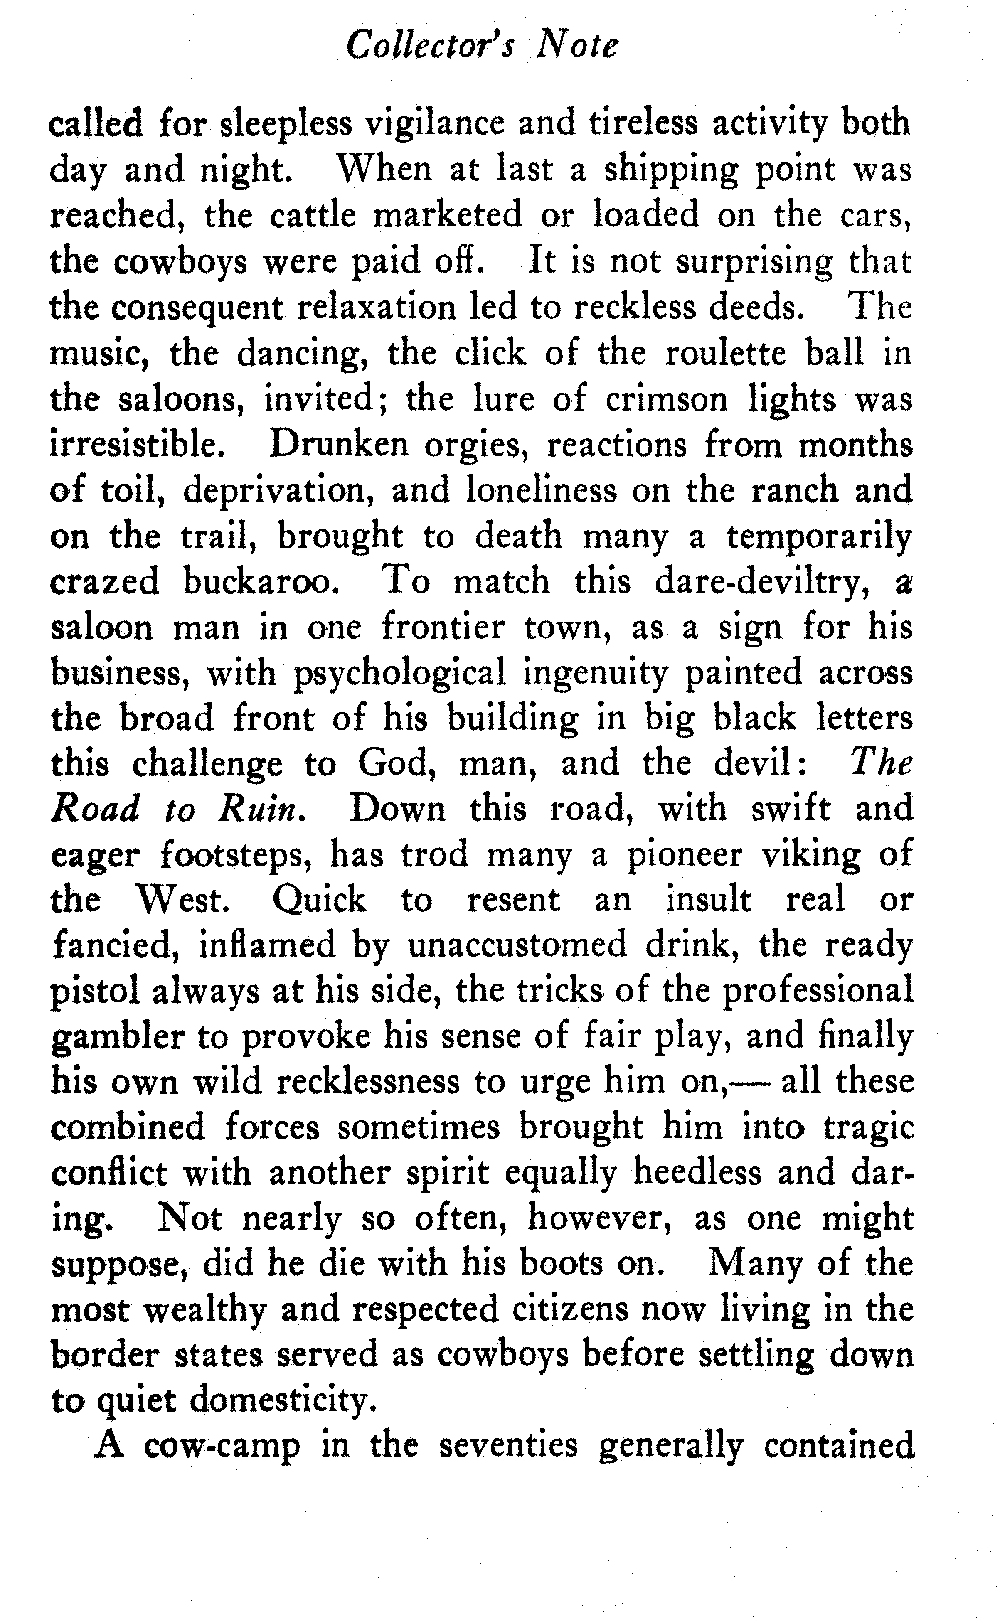 Collector's Note
called for sleepless vigilance and tireless activity both
day and night. When at last a shipping point was
reached, the cattle marketed or loaded on the cars,
the cowboys were paid off. It is not surprising that
the consequent relaxation led to reckless deeds. The
music, the dancing, the click of the roulette ball in
the saloons, invited; the lure of crimson lights was
irresistible. Drunken orgies, reactions from months
of toil, deprivation, and loneliness on the ranch and
on the trail, brought to death many a temporarily
crazed buckaroo. To match this dare-deviltry, a
saloon man in one frontier town, as a sign for his
business, with psychological ingenuity painted across
the broad front of his building in big black letters
this challenge to God, man, and the devil: The
Road to Ruin. Down this road, with swift and
eager footsteps, has trod many a pioneer viking of
the West. Quick to resent an insult real or
fancied, inflamed by unaccustomed drink, the ready
pistol always at his side, the tricks of the professional
gambler to provoke his sense of fair play, and finally
his own wild recklessness to urge him on,— all these
combined forces sometimes brought him into tragic
conflict with another spirit equally heedless and dar-
ing. Not nearly so often, however, as one might
suppose, did he die with his boots on. Many of the
most wealthy and respected citizens now living in the
border states served as cowboys before settling down
to quiet domesticity.
A cow-camp in the seventies generally contained